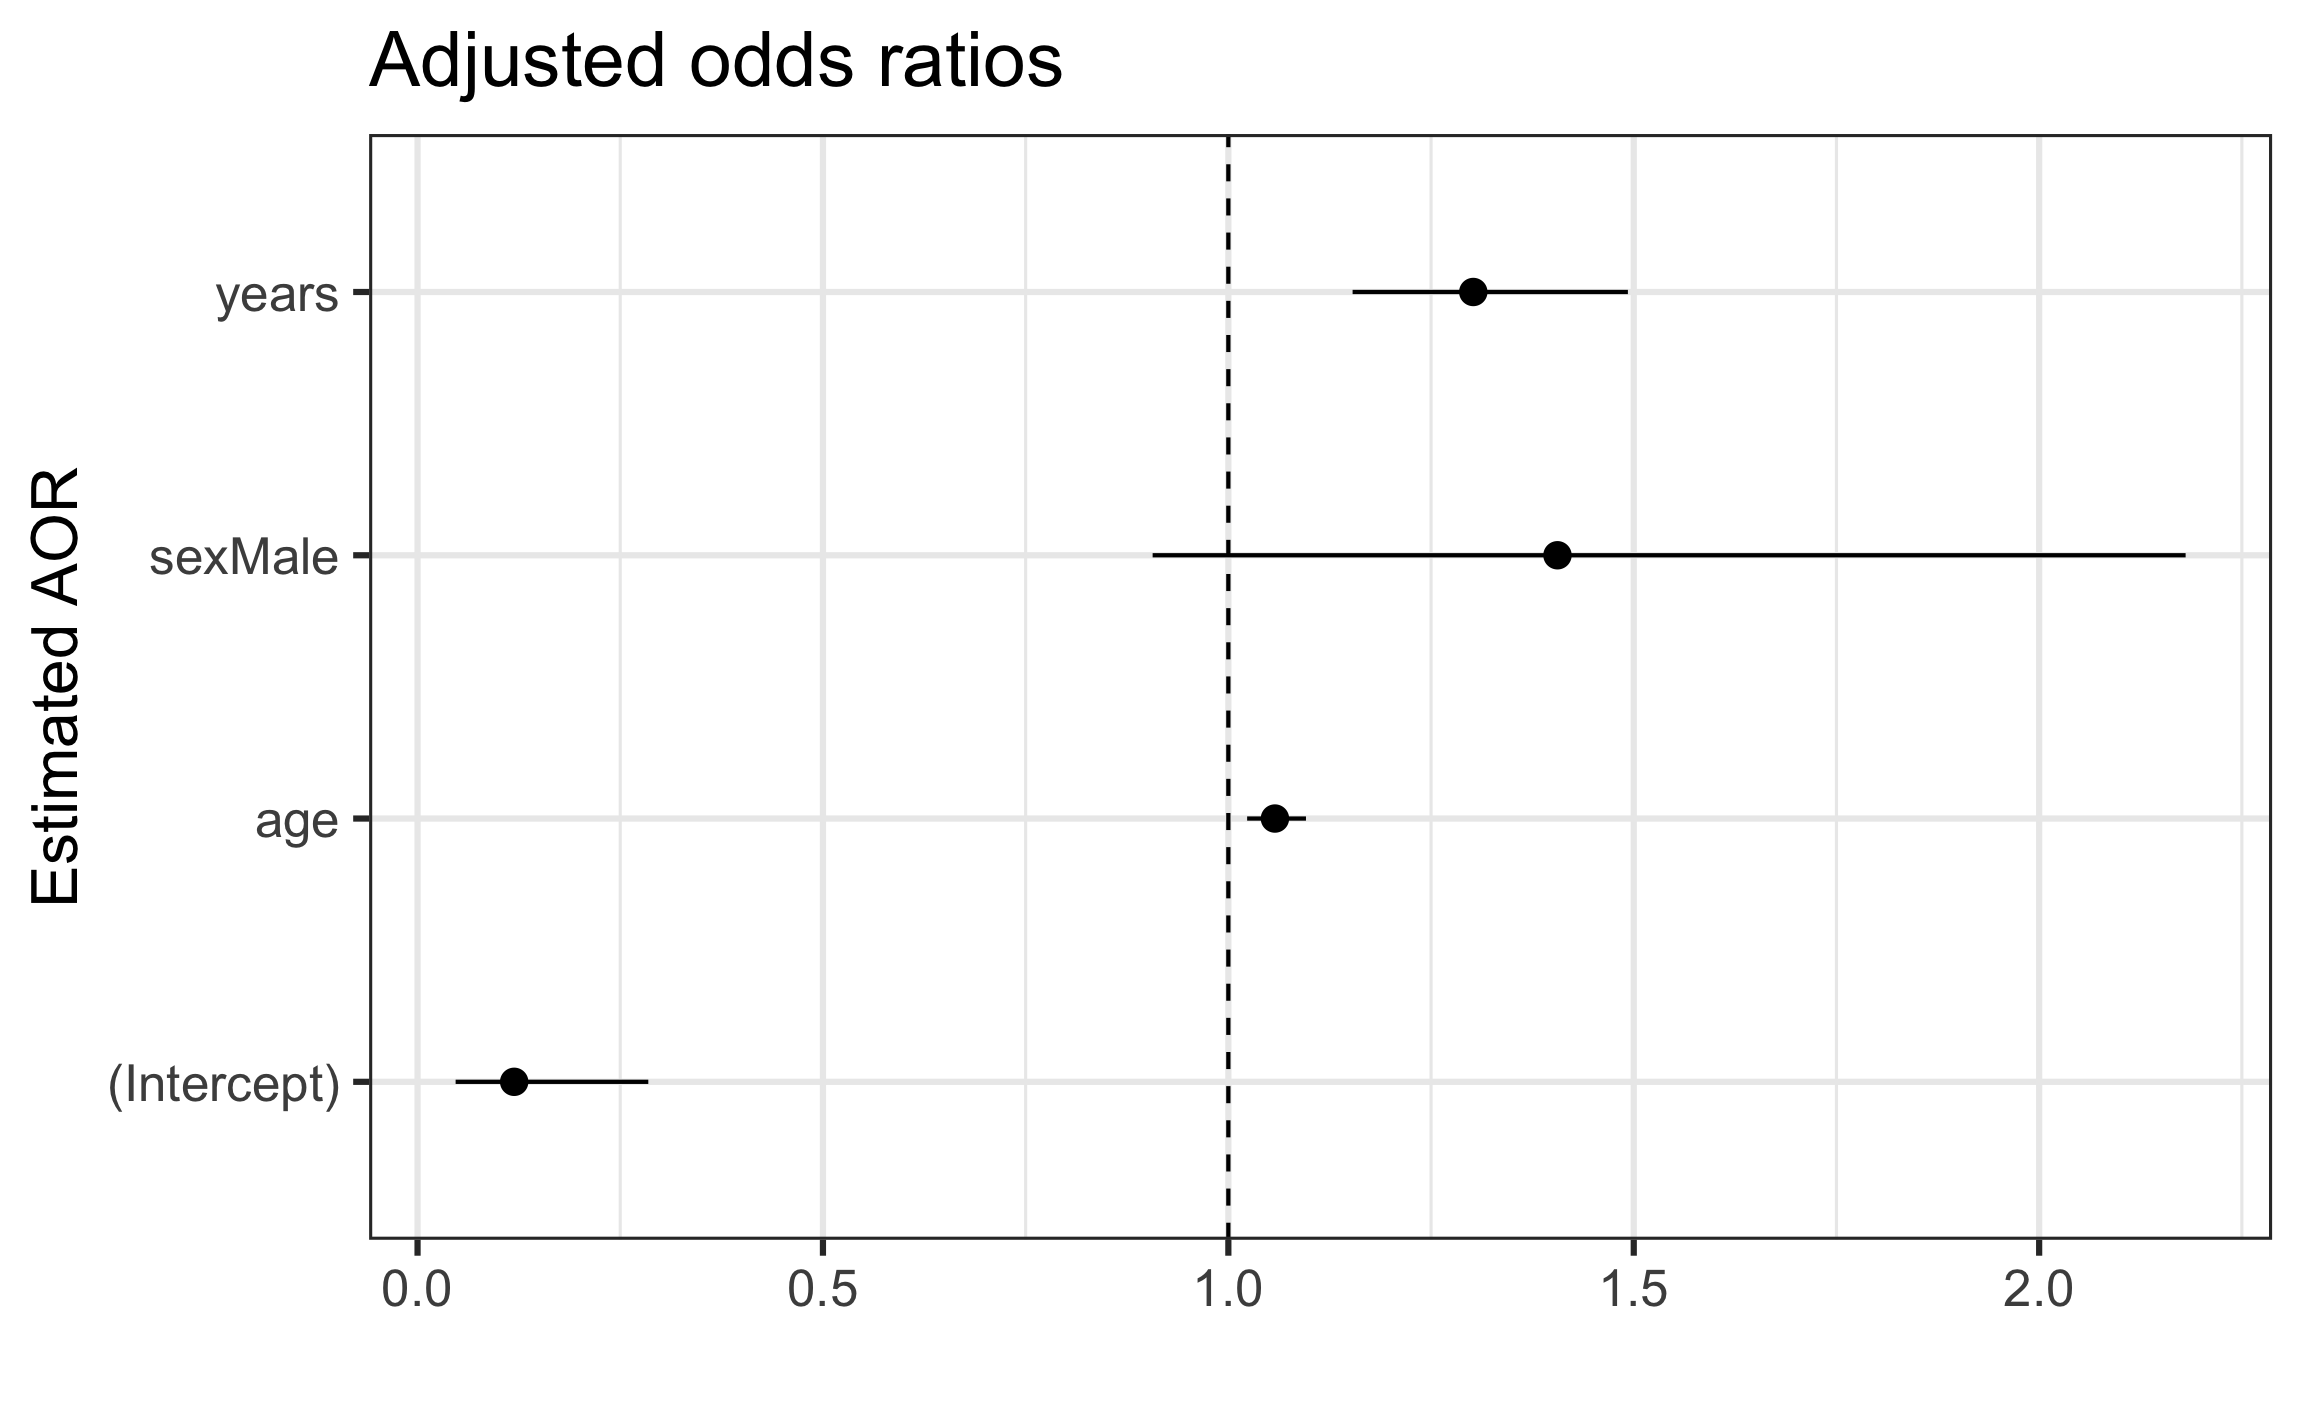 Adjusted odds ratios
Estimated AOR
years
sexMale
age
(Intercept)
0.0 0.5 1.0 1.5 2.0